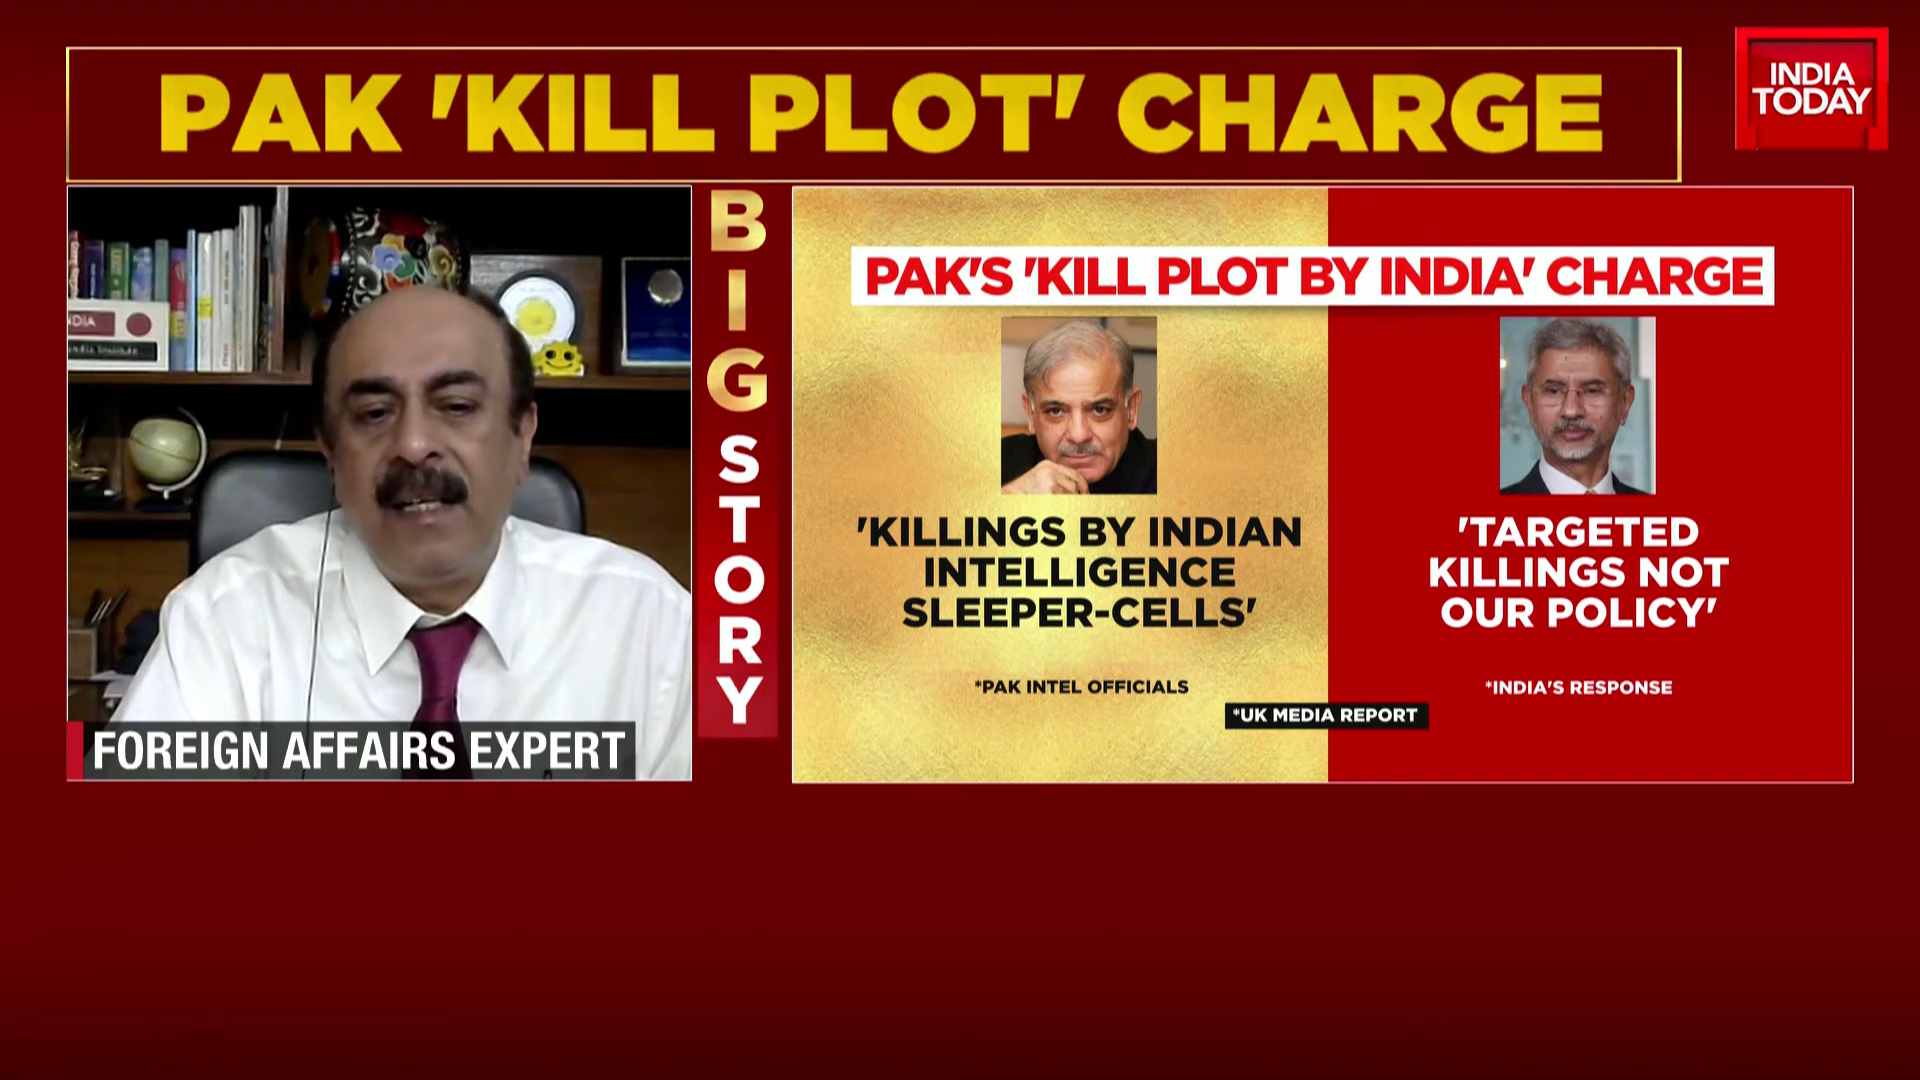 PAK 'KILL PLOT' CHARGE
INDIA
TODAY
BIG STORY
PAK'S 'KILL PLOT BY INDIA' CHARGE
'KILLINGS BY INDIAN
INTELLIGENCE
SLEEPER-CELLS'
*PAK INTEL OFFICIALS
'TARGETED
KILLINGS NOT
OUR POLICY'
*INDIA'S RESPONSE
*UK MEDIA REPORT
FOREIGN AFFAIRS EXPERT